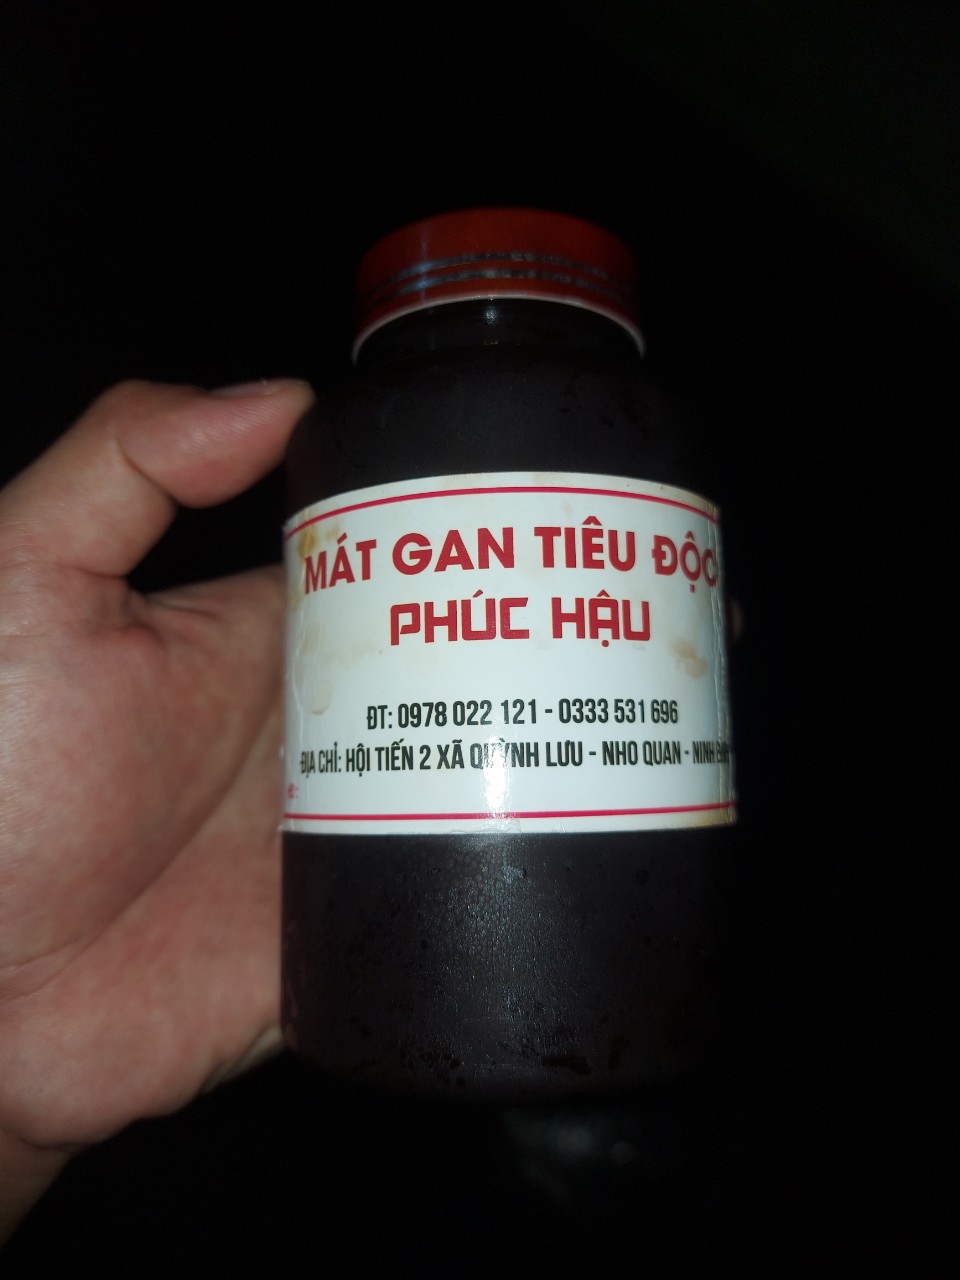 MÁT GAN TIÊU ĐỘC
PHÚC HẬU
ĐT: 0978 022 121 - 0333 531 696
ĐỊA CHỈ: HỘI TIẾN 2 XÃ QUỲNH LƯU - NHO QUAN - NINH